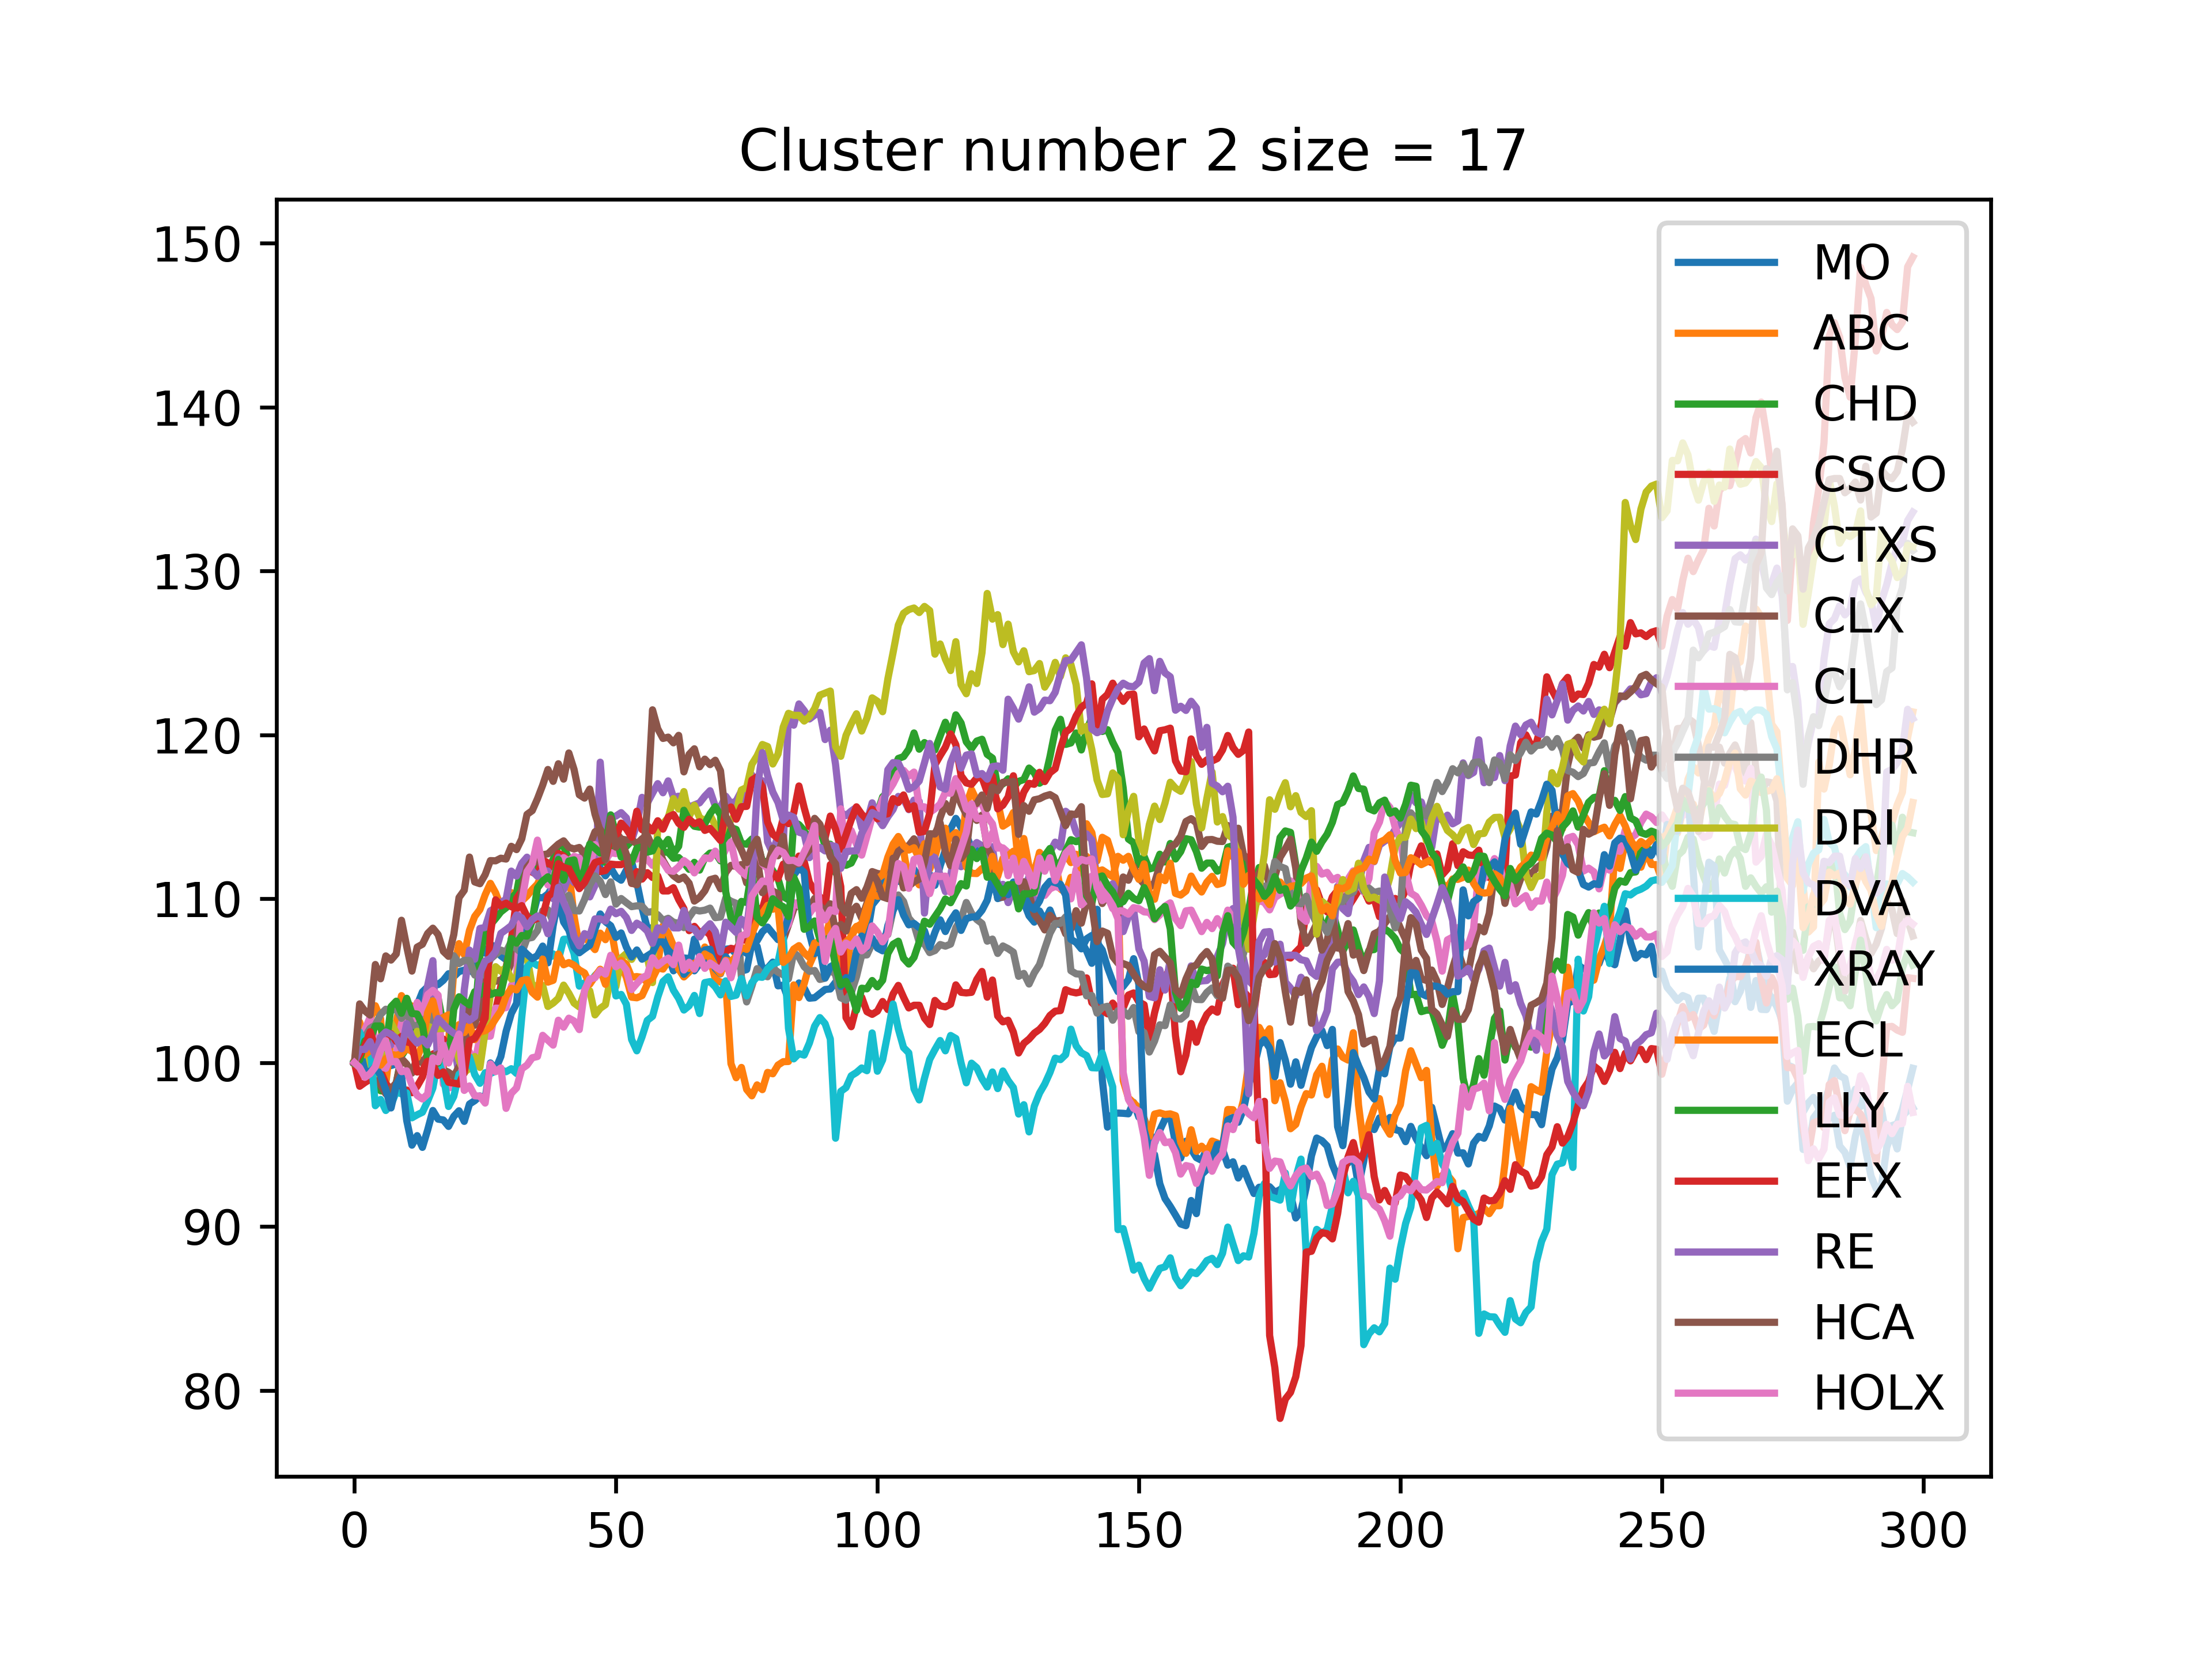 Cluster number 2 size = 17
150
140
130
120
110
100
90
80
0 50 100 150 200 250 300
MO
ABC
CHD
CSCO
CTXS
CLX
CL
DHR
DRI
DVA
XRAY
ECL
LLY
EFX
RE
HCA
HOLX